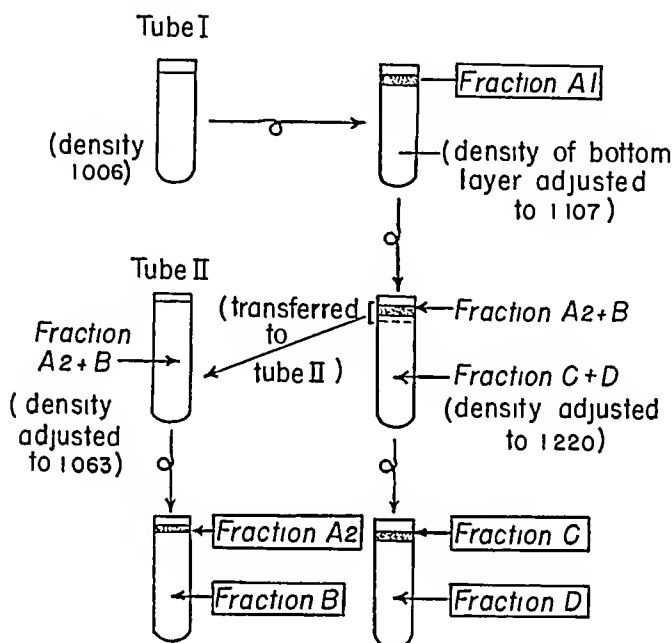 Tube I
Fraction A1
(density
1006)
(density of bottom
layer adjusted
to 1107)
Tube II
(transferred
to
tube II)
Fraction A2+B
Fraction
A2+B
Fraction C+D
(density adjusted
to 1220)
(density
adjusted
to 1063)
Fraction A2
Fraction C
Fraction B
Fraction D